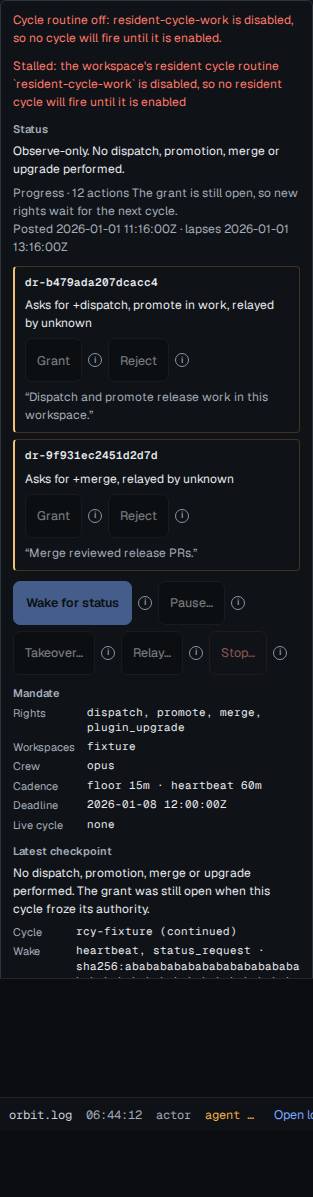 Cycle routine off: resident-cycle-work is disabled,
so no cycle will fire until it is enabled.
Stalled: the workspace's resident cycle routine
`resident-cycle-work` is disabled, so no resident
cycle will fire until it is enabled
Status
Observe-only. No dispatch, promotion, merge or
upgrade performed.
Progress · 12 actions The grant is still open, so new
rights wait for the next cycle.
Posted 2026-01-01 11:16:00Z · lapses 2026-01-01
13:16:00Z
dr-b479ada207dcacc4
Asks for +dispatch, promote in work, relayed
by unknown
Grant i Reject i
“Dispatch and promote release work in this
workspace.”
dr-9f931ec2451d2d7d
Asks for +merge, relayed by unknown
Grant i Reject i
“Merge reviewed release PRs.”
Wake for status i Pause… i
Takeover… i Relay… i Stop… i
Mandate
Rights dispatch, promote, merge,
plugin_upgrade
Workspaces fixture
Crew opus
Cadence floor 15m · heartbeat 60m
Deadline 2026-01-08 12:00:00Z
Live cycle none
Latest checkpoint
No dispatch, promotion, merge or upgrade
performed. The grant was still open when this
cycle froze its authority.
Cycle rcy-fixture (continued)
Wake heartbeat, status_request ·
sha256:abababababababababababa
orbit.log 06:44:12 actor agent … Open